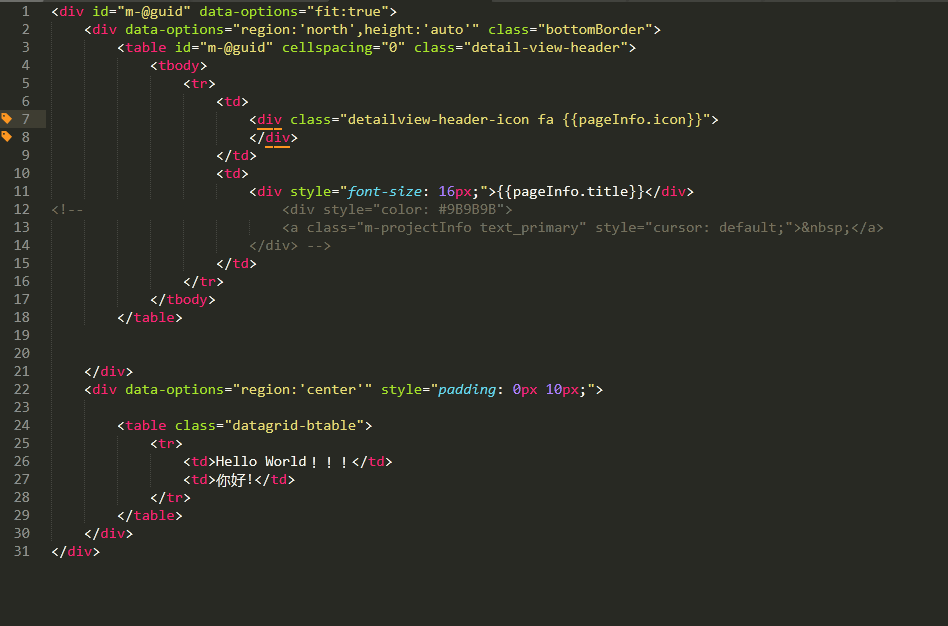 1 <div id="m-@guid" data-options="fit:true">
2     <div data-options="region:'north',height:'auto'" class="bottomBorder">
3         <table id="m-@guid" cellspacing="0" class="detail-view-header">
4             <tbody>
5                 <tr>
6                     <td>
7                         <div class="detailview-header-icon fa {{pageInfo.icon}}">
8                         </div>
9                     </td>
10                     <td>
11                         <div style="font-size: 16px;">{{pageInfo.title}}</div>
12 <!--                         <div style="color: #9B9B9B">
13                             <a class="m-projectInfo text_primary" style="cursor: default;">&nbsp;</a>
14                         </div> -->
15                     </td>
16                 </tr>
17             </tbody>
18         </table>
19
20
21     </div>
22     <div data-options="region:'center'" style="padding: 0px 10px;">
23
24         <table class="datagrid-btable">
25             <tr>
26                 <td>Hello World！！！</td>
27                 <td>你好!</td>
28             </tr>
29         </table>
30     </div>
31 </div>